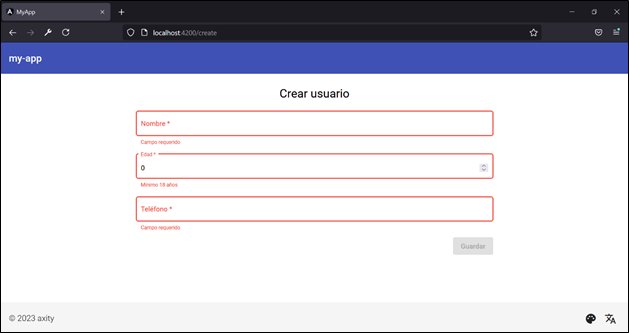 MyApp
localhost:4200/create
my-app
Crear usuario
Nombre *
Campo requerido
Edad *
0
Mínimo 18 años
Teléfono *
Campo requerido
Guardar
© 2023 axity